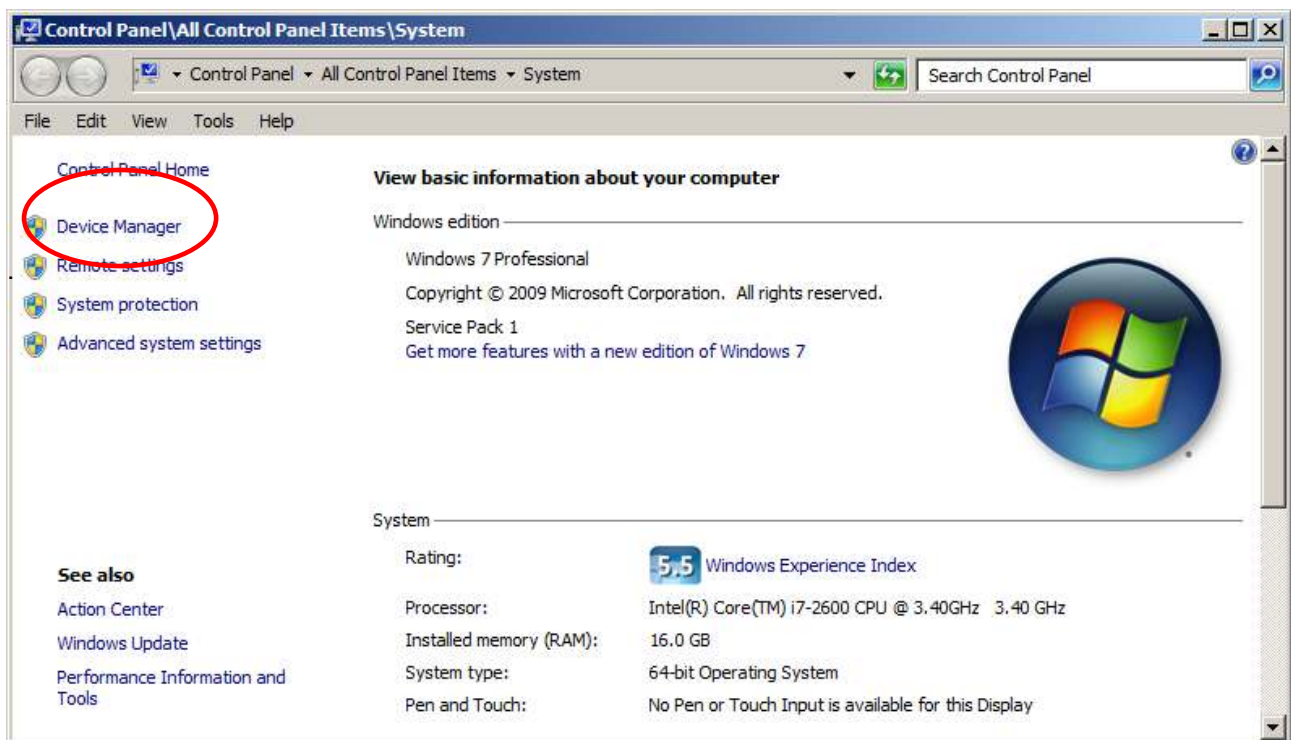 Control Panel\All Control Panel Items\System
Control Panel All Control Panel Items System
Search Control Panel
File Edit View Tools Help
Control Panel Home
Device Manager
Remote settings
System protection
Advanced system settings
See also
Action Center
Windows Update
Performance Information and
Tools
View basic information about your computer
Windows edition
Windows 7 Professional
Copyright © 2009 Microsoft Corporation. All rights reserved.
Service Pack 1
Get more features with a new edition of Windows 7
System
Rating: 5,5 Windows Experience Index
Processor: Intel(R) Core(TM) i7-2600 CPU @ 3.40GHz 3.40 GHz
Installed memory (RAM): 16.0 GB
System type: 64-bit Operating System
Pen and Touch: No Pen or Touch Input is available for this Display